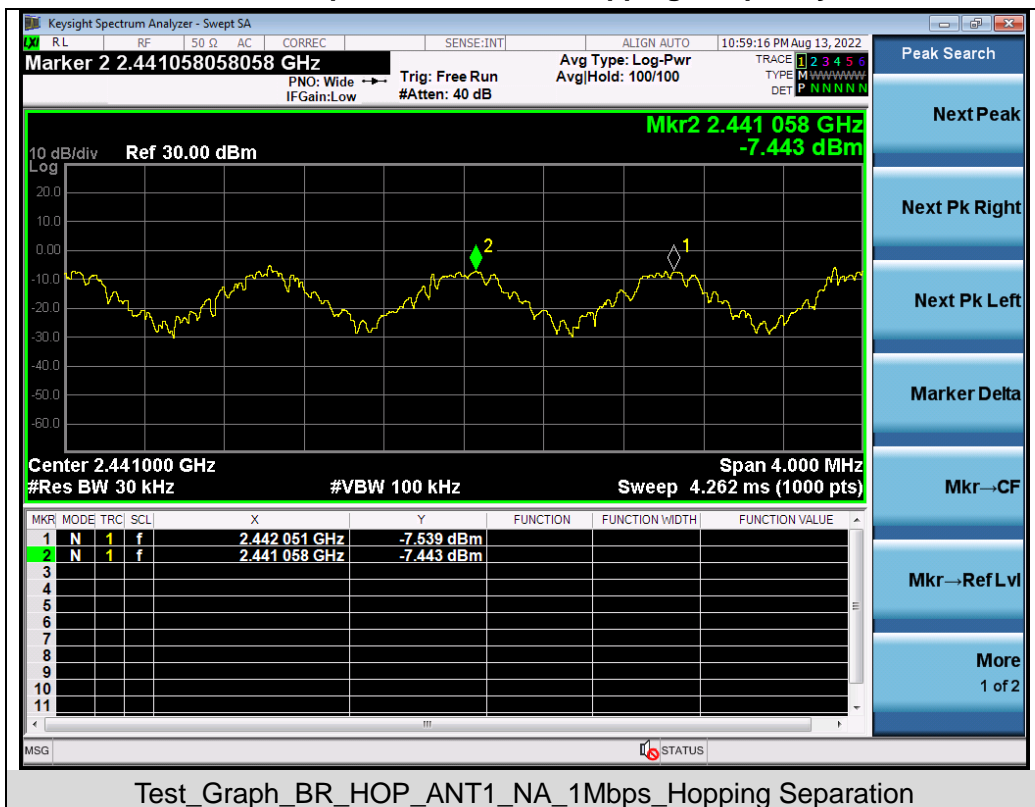 Keysight Spectrum Analyzer - Swept SA
LXI RL RF 50 Ω AC CORREC SENSE:INT ALIGN AUTO 10:59:16 PM Aug 13, 2022
Marker 2 2.441058058058 GHz
PNO: Wide
IFGain:Low
Trig: Free Run
#Atten: 40 dB
Avg Type: Log-Pwr
Avg|Hold: 100/100
TRACE 1 2 3 4 5 6
TYPE M W W W W W
DET P N N N N N
Mkr2 2.441 058 GHz
-7.443 dBm
10 dB/div Ref 30.00 dBm
Log
20.0
10.0
0.00
-10.0
-20.0
-30.0
-40.0
-50.0
-60.0
2
1
Center 2.441000 GHz Span 4.000 MHz
#Res BW 30 kHz #VBW 100 kHz Sweep 4.262 ms (1000 pts)
MKR MODE TRC SCL X Y FUNCTION FUNCTION WIDTH FUNCTION VALUE
1 N 1 f 2.442 051 GHz -7.539 dBm
2 N 1 f 2.441 058 GHz -7.443 dBm
3
4
5
6
7
8
9
10
11
MSG STATUS
Peak Search
Next Peak
Next Pk Right
Next Pk Left
Marker Delta
Mkr→CF
Mkr→Ref Lvl
More
1 of 2
Test_Graph_BR_HOP_ANT1_NA_1Mbps_Hopping Separation